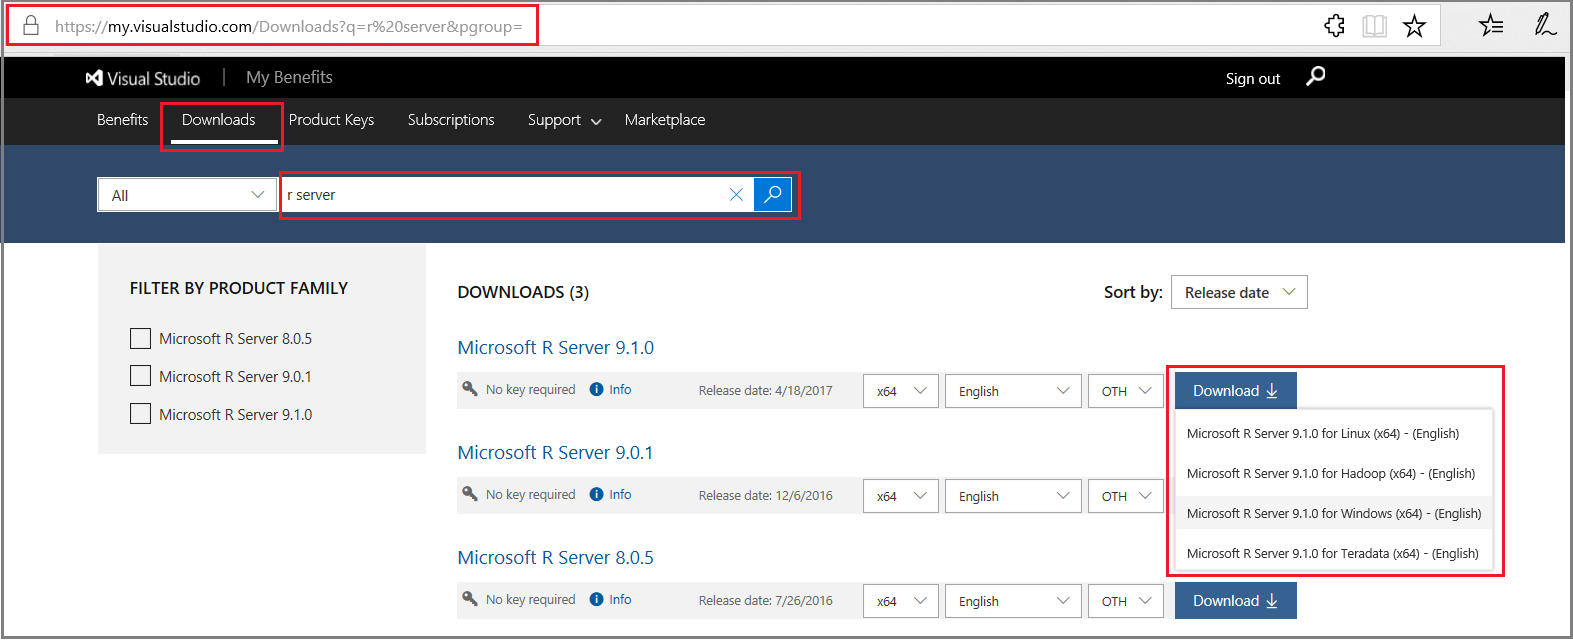 https://my.visualstudio.com/Downloads?q=r%20server&pgroup=
Visual Studio | My Benefits
Sign out
Benefits Downloads Product Keys Subscriptions Support Marketplace
All r server
FILTER BY PRODUCT FAMILY
Microsoft R Server 8.0.5
Microsoft R Server 9.0.1
Microsoft R Server 9.1.0
DOWNLOADS (3)
Sort by: Release date
Microsoft R Server 9.1.0
No key required Info Release date: 4/18/2017 x64 English OTH Download
Microsoft R Server 9.1.0 for Linux (x64) - (English)
Microsoft R Server 9.1.0 for Hadoop (x64) - (English)
Microsoft R Server 9.1.0 for Windows (x64) - (English)
Microsoft R Server 9.1.0 for Teradata (x64) - (English)
Microsoft R Server 9.0.1
No key required Info Release date: 12/6/2016 x64 English OTH
Microsoft R Server 8.0.5
No key required Info Release date: 7/26/2016 x64 English OTH Download